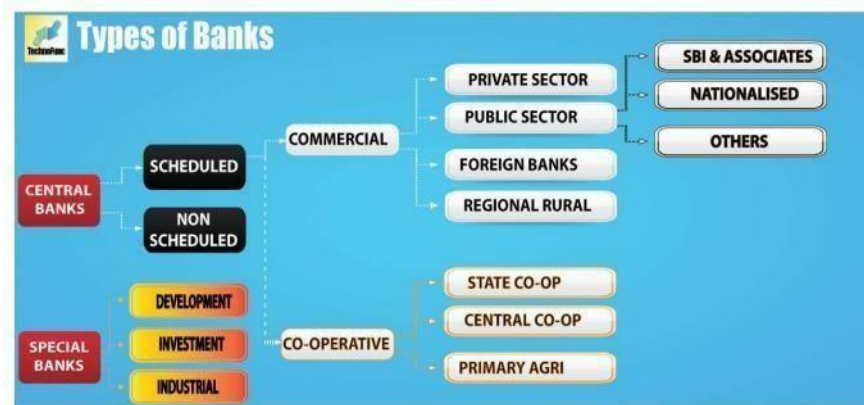 TechnoFunc
Types of Banks
CENTRAL
BANKS
SCHEDULED
NON
SCHEDULED
COMMERCIAL
PRIVATE SECTOR
PUBLIC SECTOR
FOREIGN BANKS
REGIONAL RURAL
SBI & ASSOCIATES
NATIONALISED
OTHERS
CO-OPERATIVE
STATE CO-OP
CENTRAL CO-OP
PRIMARY AGRI
SPECIAL
BANKS
DEVELOPMENT
INVESTMENT
INDUSTRIAL